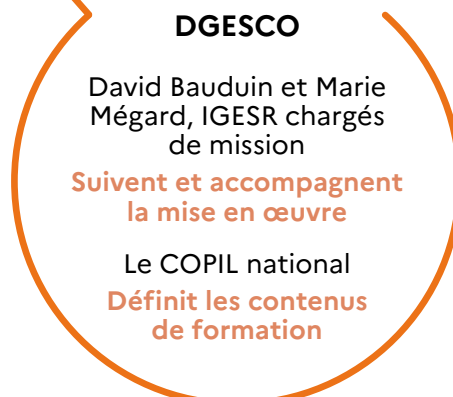 DGESCO
David Bauduin et Marie
Mégard, IGESR chargés
de mission
Suivent et accompagnent
la mise en œuvre
Le COPIL national
Définit les contenus
de formation